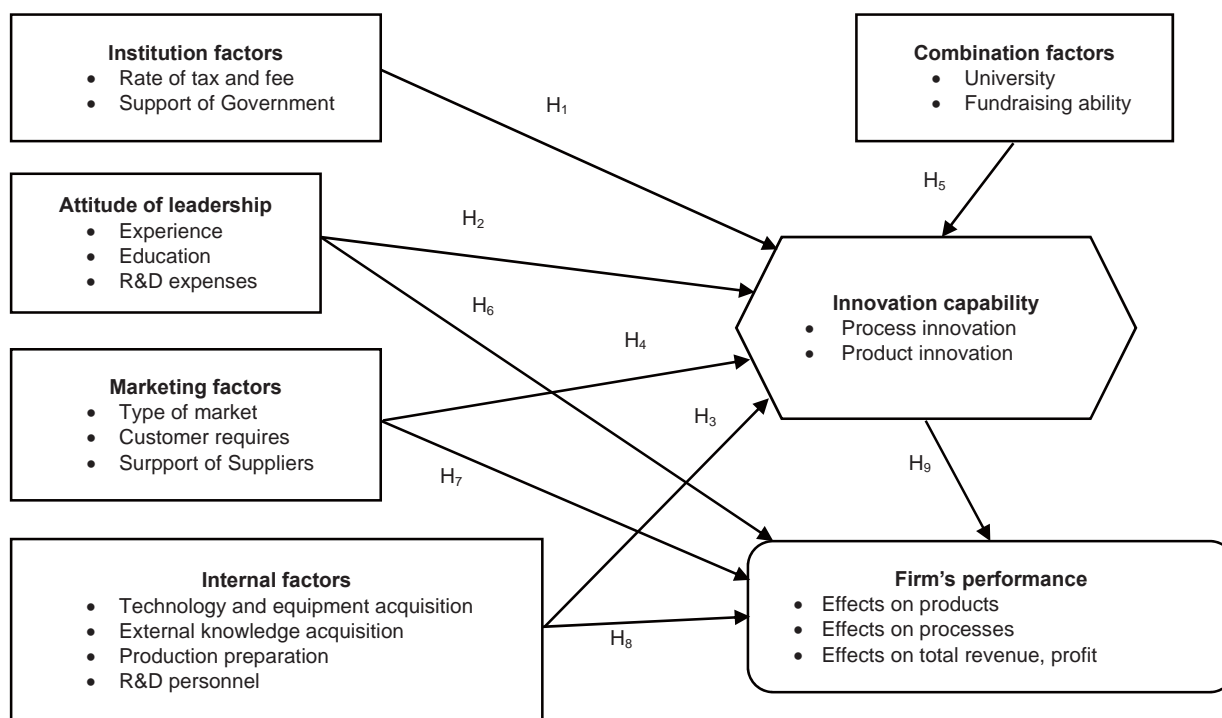 Institution factors
• Rate of tax and fee
• Support of Government
Combination factors
• University
• Fundraising ability
H₁
H₅
Attitude of leadership
• Experience
• Education
• R&D expenses
H₂
H₆
Innovation capability
• Process innovation
• Product innovation
H₄
Marketing factors
• Type of market
• Customer requires
• Surpport of Suppliers
H₃
H₇
H₉
Internal factors
• Technology and equipment acquisition
• External knowledge acquisition
• Production preparation
• R&D personnel
H₈
Firm's performance
• Effects on products
• Effects on processes
• Effects on total revenue, profit